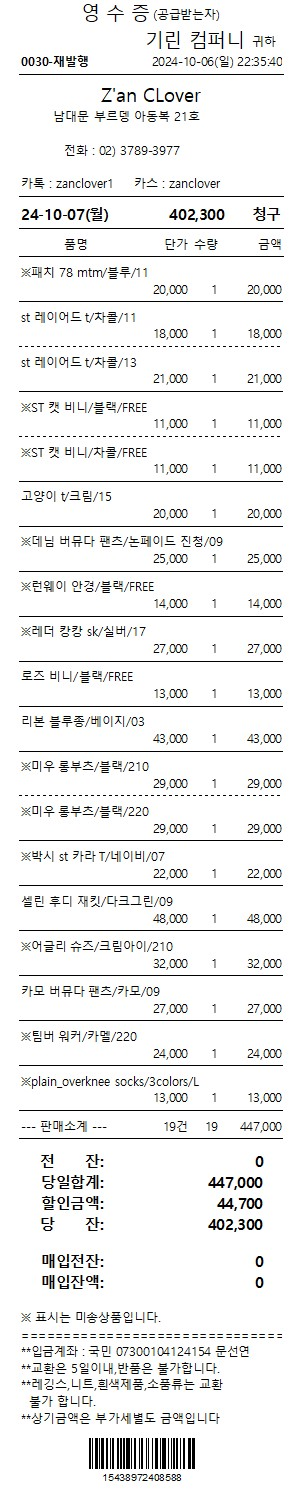 영 수 증 (공급받는자)
기린 컴퍼니 귀하
0030-재발행 2024-10-06(일) 22:35:40
Z'an CLover
남대문 부르뎅 아동복 21호
전화 : 02) 3789-3977
카톡 : zanclover1 카스 : zanclover
24-10-07(월) 402,300 청구
품명 단가 수량 금액
※패치 78 mtm/블루/11
20,000 1 20,000
st 레이어드 t/차콜/11
18,000 1 18,000
st 레이어드 t/차콜/13
21,000 1 21,000
※ST 캣 비니/블랙/FREE
11,000 1 11,000
※ST 캣 비니/차콜/FREE
11,000 1 11,000
고양이 t/크림/15
20,000 1 20,000
※데님 버뮤다 팬츠/논페이드 진청/09
25,000 1 25,000
※런웨이 안경/블랙/FREE
14,000 1 14,000
※레더 캉캉 sk/실버/17
27,000 1 27,000
로즈 비니/블랙/FREE
13,000 1 13,000
리본 블루종/베이지/03
43,000 1 43,000
※미우 롱부츠/블랙/210
29,000 1 29,000
※미우 롱부츠/블랙/220
29,000 1 29,000
※박시 st 카라 T/네이비/07
22,000 1 22,000
셀린 후디 재킷/다크그린/09
48,000 1 48,000
※어글리 슈즈/크림아이/210
32,000 1 32,000
카모 버뮤다 팬츠/카모/09
27,000 1 27,000
※팀버 워커/카멜/220
24,000 1 24,000
※plain_overknee socks/3colors/L
13,000 1 13,000
--- 판매소계 --- 19건 19 447,000
전 잔: 0
당일합계: 447,000
할인금액: 44,700
당 잔: 402,300
매입전잔: 0
매입잔액: 0
※ 표시는 미송상품입니다.
==============================
**입금계좌 : 국민 07300104124154 문선연
**교환은 5일이내,반품은 불가합니다.
**레깅스,니트,흰색제품,소품류는 교환
불가 합니다.
**상기금액은 부가세별도 금액입니다
15438972408588